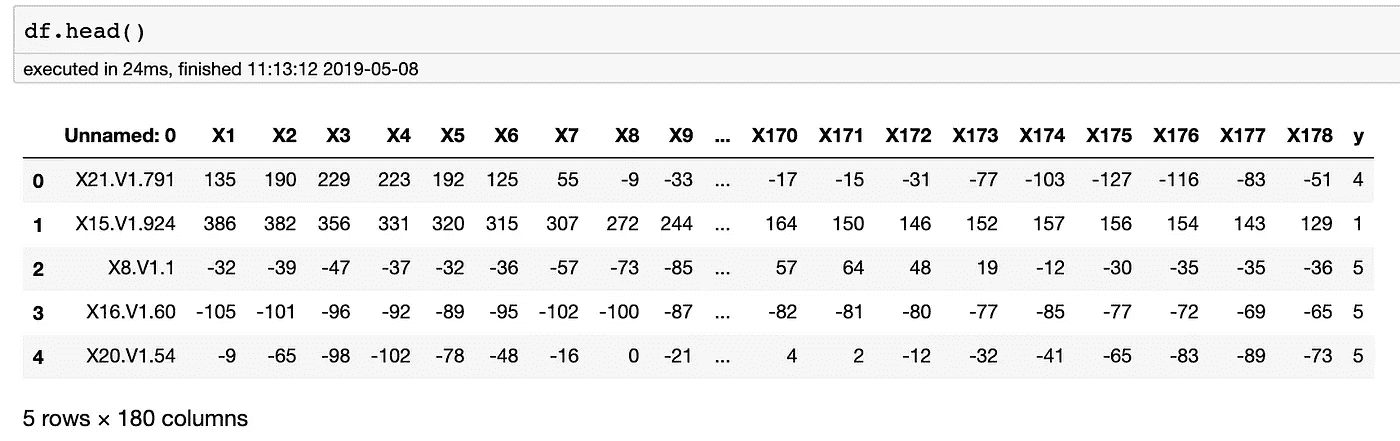 df.head()
executed in 24ms, finished 11:13:12 2019-05-08
Unnamed: 0 X1 X2 X3 X4 X5 X6 X7 X8 X9 ... X170 X171 X172 X173 X174 X175 X176 X177 X178 y
0 X21.V1.791 135 190 229 223 192 125 55 -9 -33 ... -17 -15 -31 -77 -103 -127 -116 -83 -51 4
1 X15.V1.924 386 382 356 331 320 315 307 272 244 ... 164 150 146 152 157 156 154 143 129 1
2 X8.V1.1 -32 -39 -47 -37 -32 -36 -57 -73 -85 ... 57 64 48 19 -12 -30 -35 -35 -36 5
3 X16.V1.60 -105 -101 -96 -92 -89 -95 -102 -100 -87 ... -82 -81 -80 -77 -85 -77 -72 -69 -65 5
4 X20.V1.54 -9 -65 -98 -102 -78 -48 -16 0 -21 ... 4 2 -12 -32 -41 -65 -83 -89 -73 5
5 rows × 180 columns